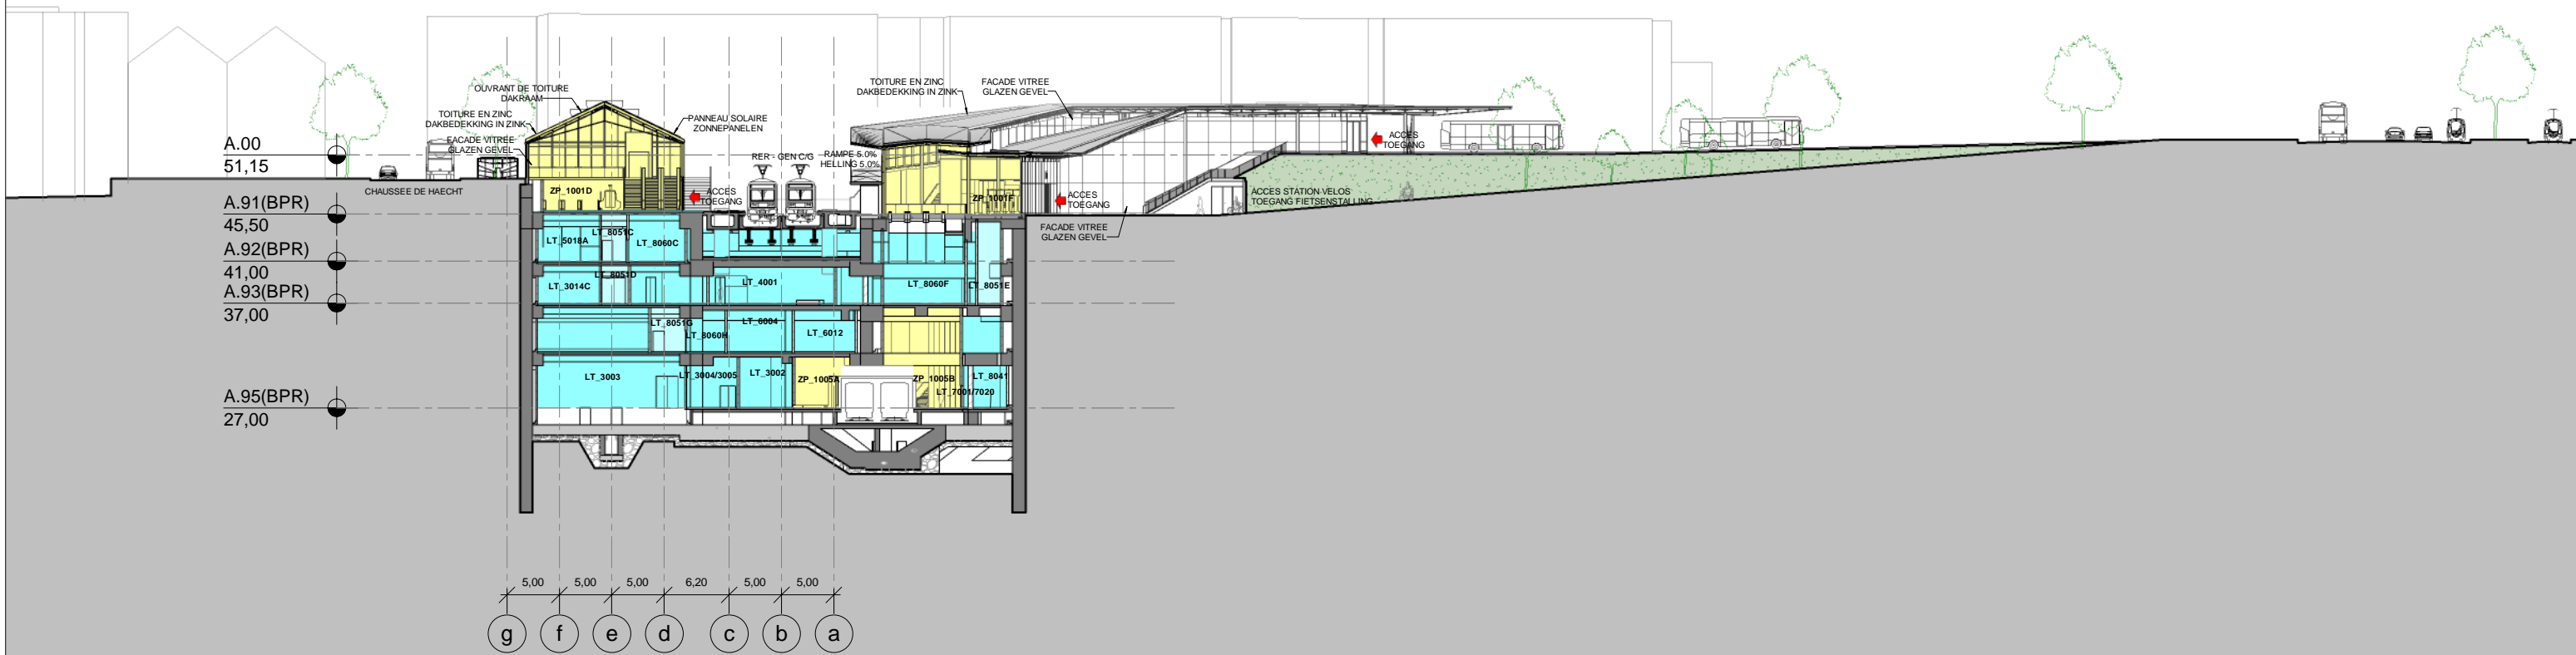 TOITURE EN ZINC
DAKBEDEKKING IN ZINK
FACADE VITREE
GLAZEN GEVEL
OUVRANT DE TOITURE
DAKRAAM
TOITURE EN ZINC
DAKBEDEKKING IN ZINK
PANNEAU SOLAIRE
ZONNEPANELEN
FACADE VITREE
GLAZEN GEVEL
A.00
51,15
RER - GEN C/G
RAMPE 5.0%
HELLING 5.0%
ACCES
TOEGANG
CHAUSSEE DE HAECHT
ZP_1001D
ACCES
TOEGANG
ZP_1001F
ACCES
TOEGANG
ACCES STATION VELOS
TOEGANG FIETSENSTALLING
A.91(BPR)
45,50
FACADE VITREE
GLAZEN GEVEL
LT_5018A
LT_8051C
LT_8060C
A.92(BPR)
41,00
LT_3014C
LT_8051D
LT_4001
LT_8060F
LT_8051E
A.93(BPR)
37,00
LT_8051G
LT_8060H
LT_6004
LT_6012
LT_3003
LT_3004/3005
LT_3002
ZP_1005A
ZP_1005B
LT_7001/7020
LT_8041
A.95(BPR)
27,00
5,00 5,00 5,00 6,20 5,00 5,00
g f e d c b a